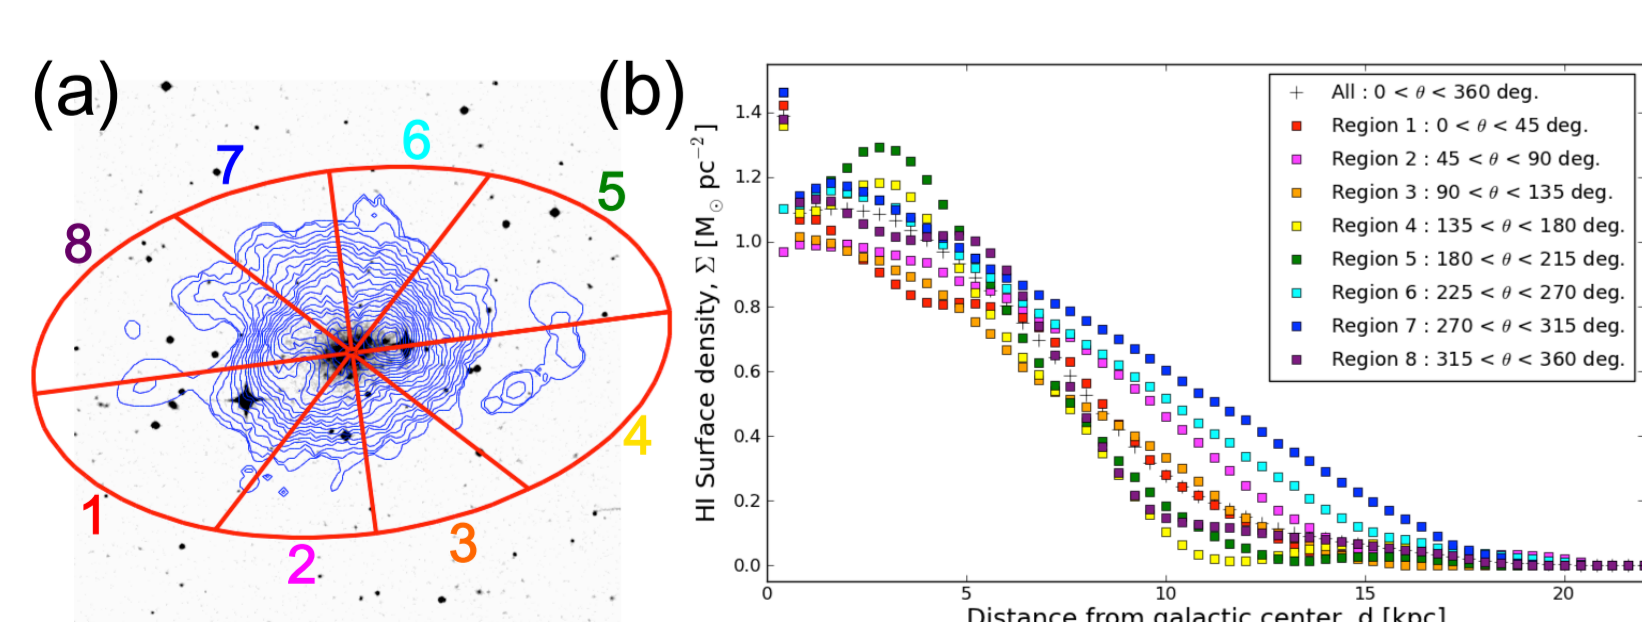 (a)
(b)
6
7
5
8
4
1
3
2
HI Surface density, Σ [M⊙ pc⁻²]
1.4
1.2
1.0
0.8
0.6
0.4
0.2
0.0
0
5
10
15
20
Distance from galactic center, d [kpc]
All : 0 < θ < 360 deg.
Region 1 : 0 < θ < 45 deg.
Region 2 : 45 < θ < 90 deg.
Region 3 : 90 < θ < 135 deg.
Region 4 : 135 < θ < 180 deg.
Region 5 : 180 < θ < 215 deg.
Region 6 : 225 < θ < 270 deg.
Region 7 : 270 < θ < 315 deg.
Region 8 : 315 < θ < 360 deg.